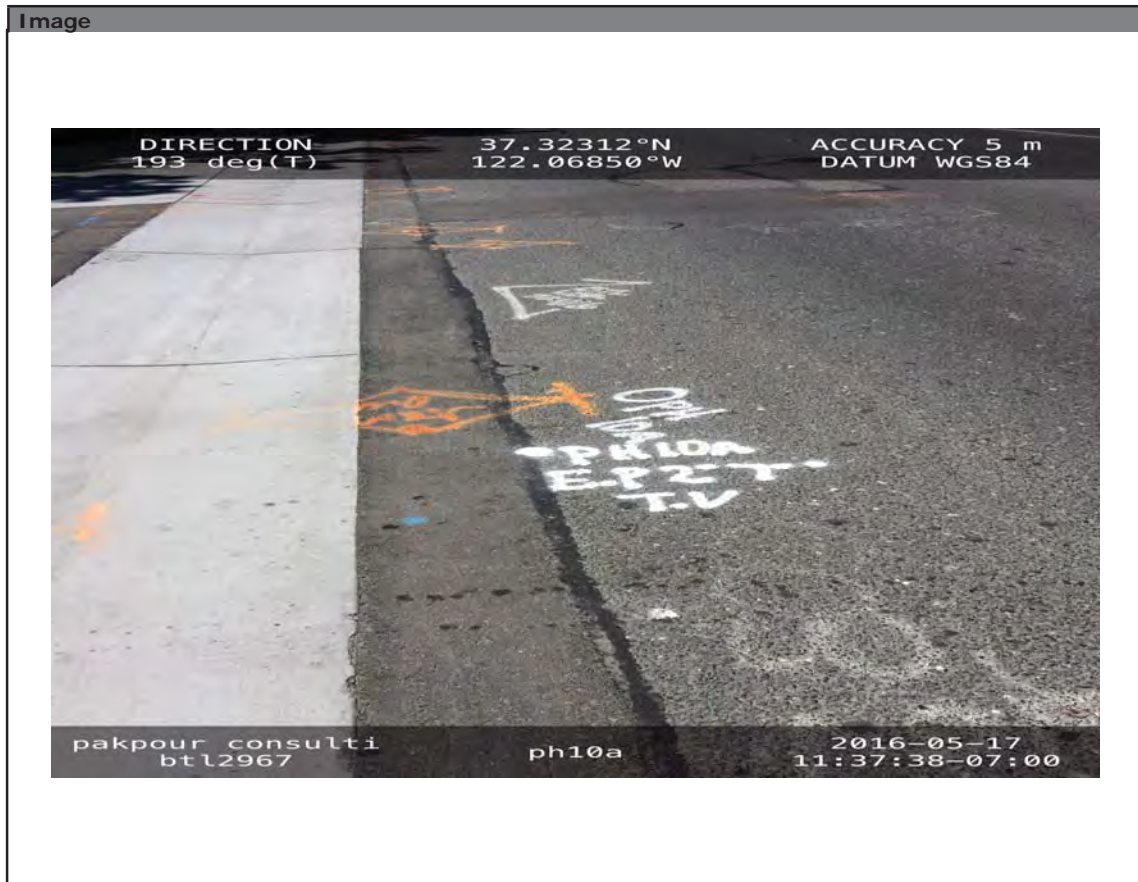 Image
DIRECTION
193 deg(T)
37.32312°N
122.06850°W
ACCURACY 5 m
DATUM WGS84
PH10A
E-P2-T
T-V
pakpour consulti
btl2967
ph10a
2016-05-17
11:37:38-07:00